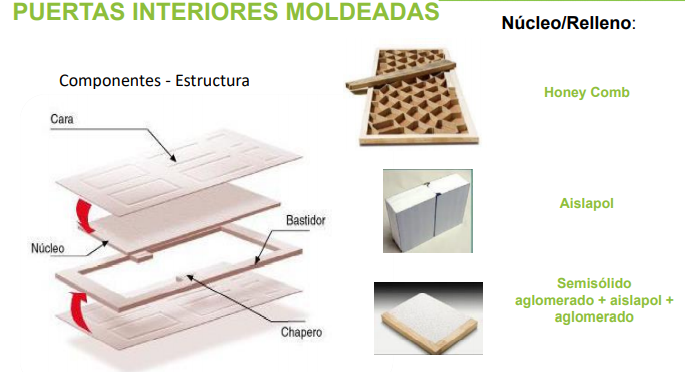 PUERTAS INTERIORES MOLDEADAS
Núcleo/Relleno:
Componentes - Estructura
Cara
Núcleo
Bastidor
Chapero
Honey Comb
Aislapol
Semisólido
aglomerado + aislapol +
aglomerado